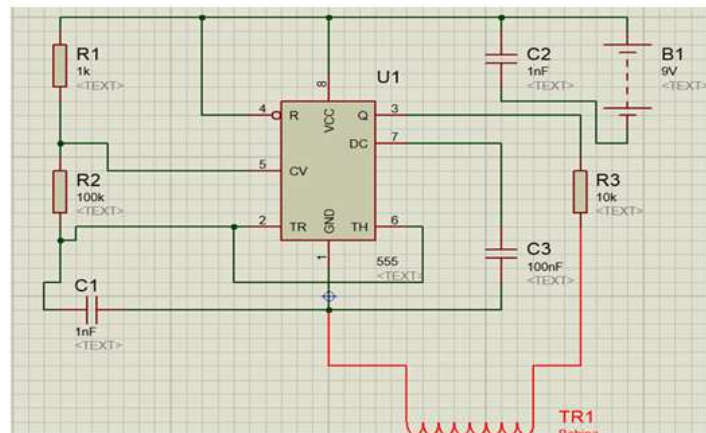 R1
1k
<TEXT>
R2
100k
<TEXT>
C1
1nF
<TEXT>
U1
8
VCC
4
R
Q
3
DC
7
5
CV
2
TR
GND
TH
6
1
555
<TEXT>
C2
1nF
<TEXT>
B1
9V
<TEXT>
R3
10k
<TEXT>
C3
100nF
<TEXT>
TR1